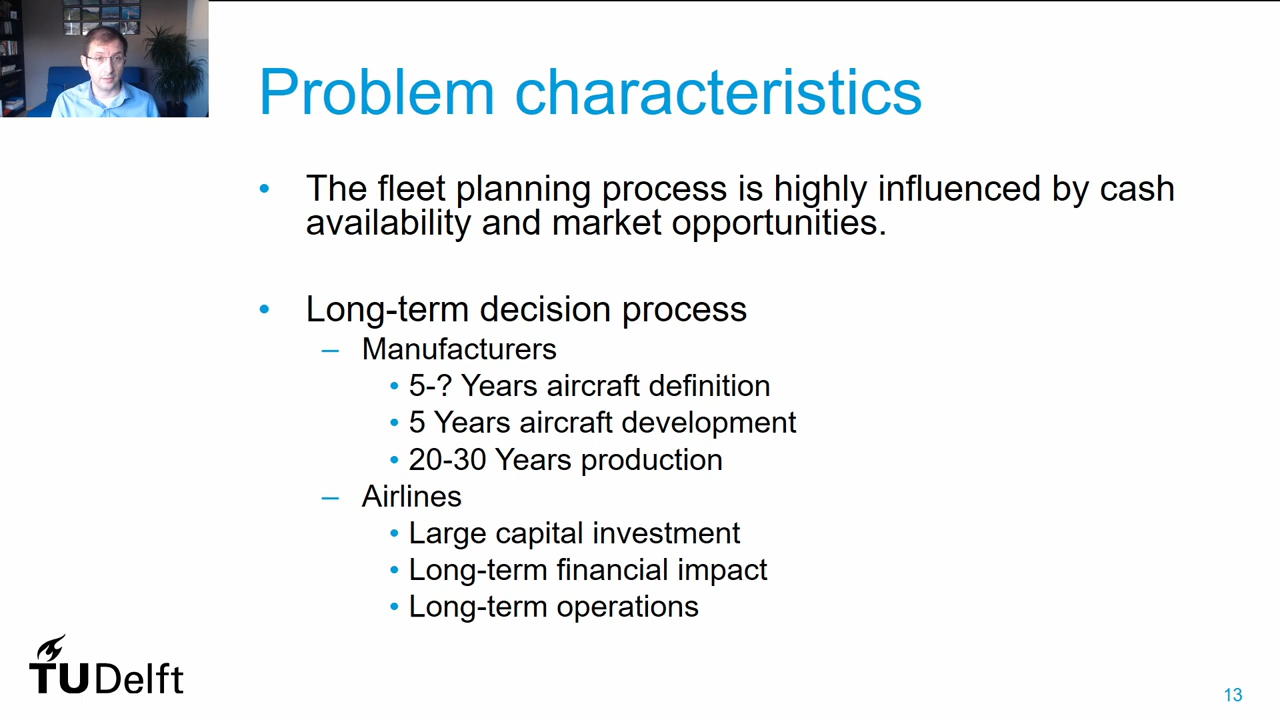 Problem characteristics
• The fleet planning process is highly influenced by cash
availability and market opportunities.
• Long-term decision process
– Manufacturers
• 5-? Years aircraft definition
• 5 Years aircraft development
• 20-30 Years production
– Airlines
• Large capital investment
• Long-term financial impact
• Long-term operations
TU Delft
13